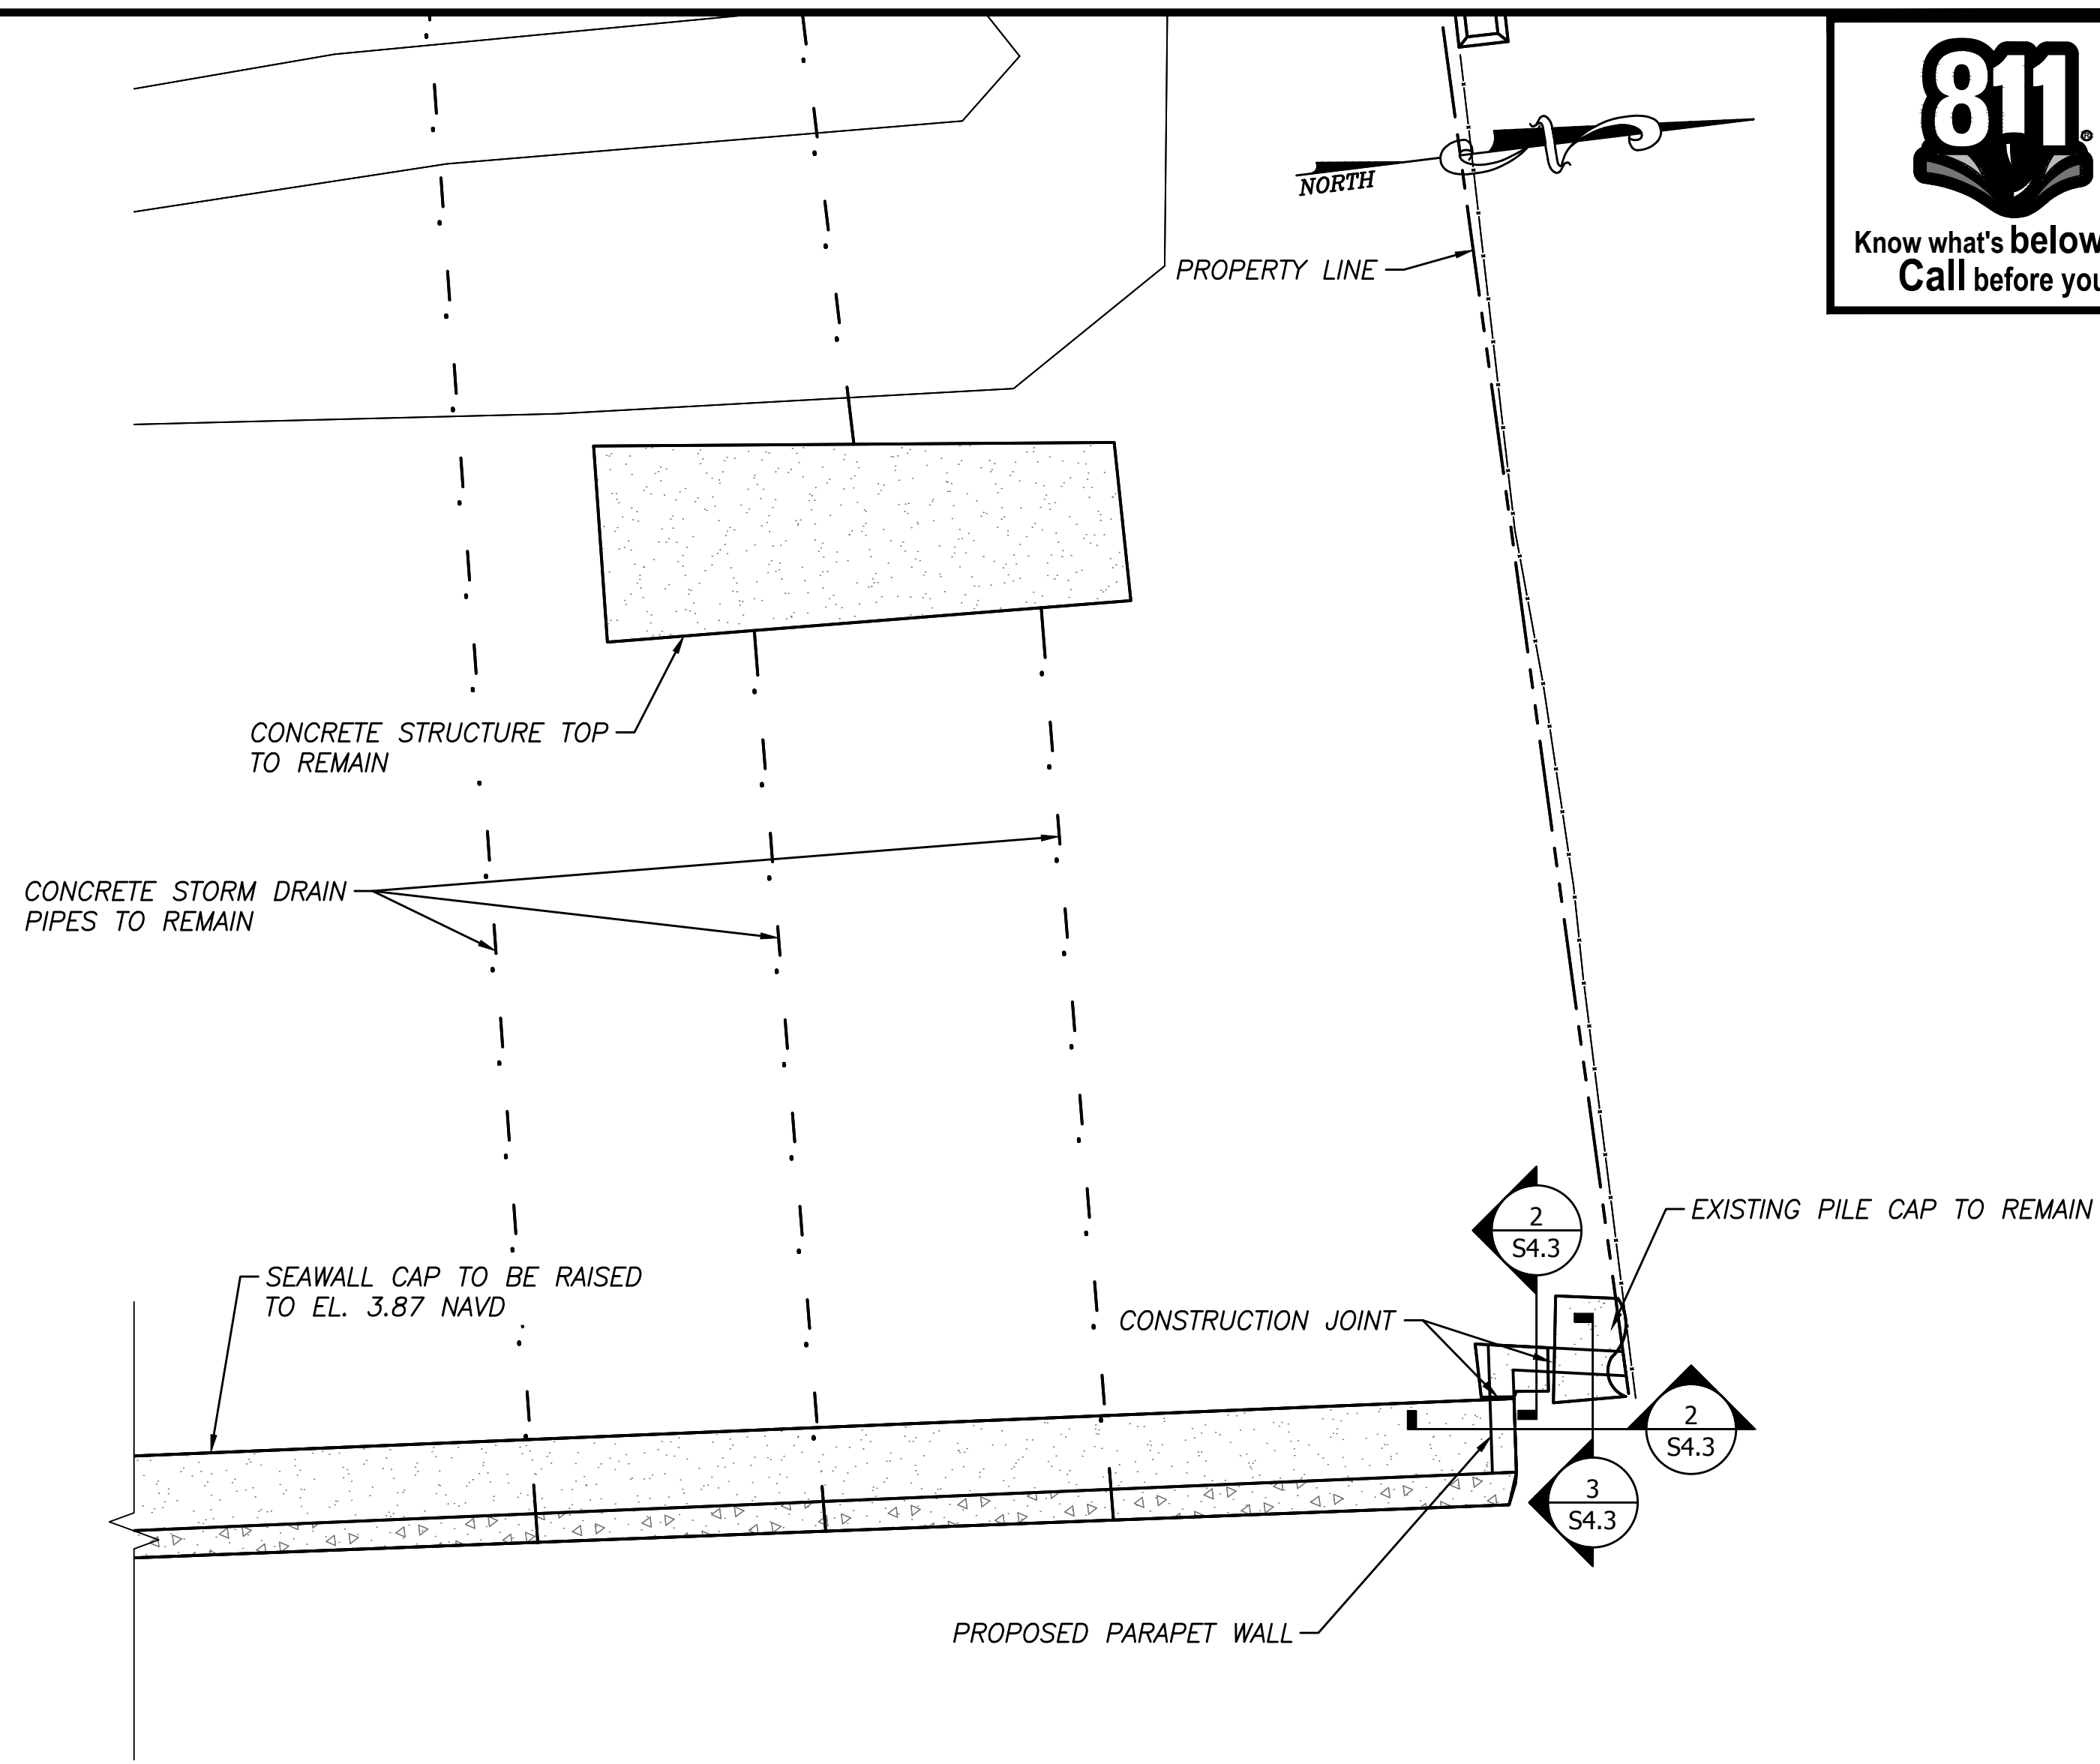 811®
NORTH
Know what's below
Call before you
PROPERTY LINE
CONCRETE STRUCTURE TOP
TO REMAIN
CONCRETE STORM DRAIN
PIPES TO REMAIN
2
S4.3
EXISTING PILE CAP TO REMAIN
SEAWALL CAP TO BE RAISED
TO EL. 3.87 NAVD
CONSTRUCTION JOINT
2
S4.3
3
S4.3
PROPOSED PARAPET WALL